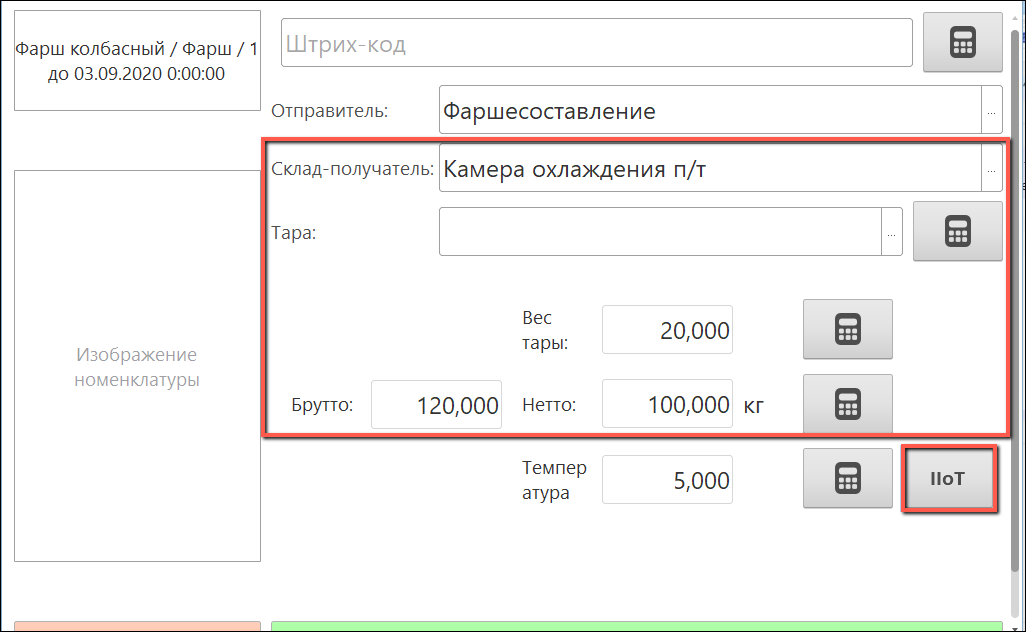 Фарш колбасный / Фарш / 1
до 03.09.2020 0:00:00
Штрих-код
Отправитель: Фаршесоставление ...
Склад-получатель: Камера охлаждения п/т ...
Тара: ...
Изображение
номенклатуры
Вес
тары: 20,000
Брутто: 120,000 Нетто: 100,000 кг
Темпер
атура 5,000 IIoT